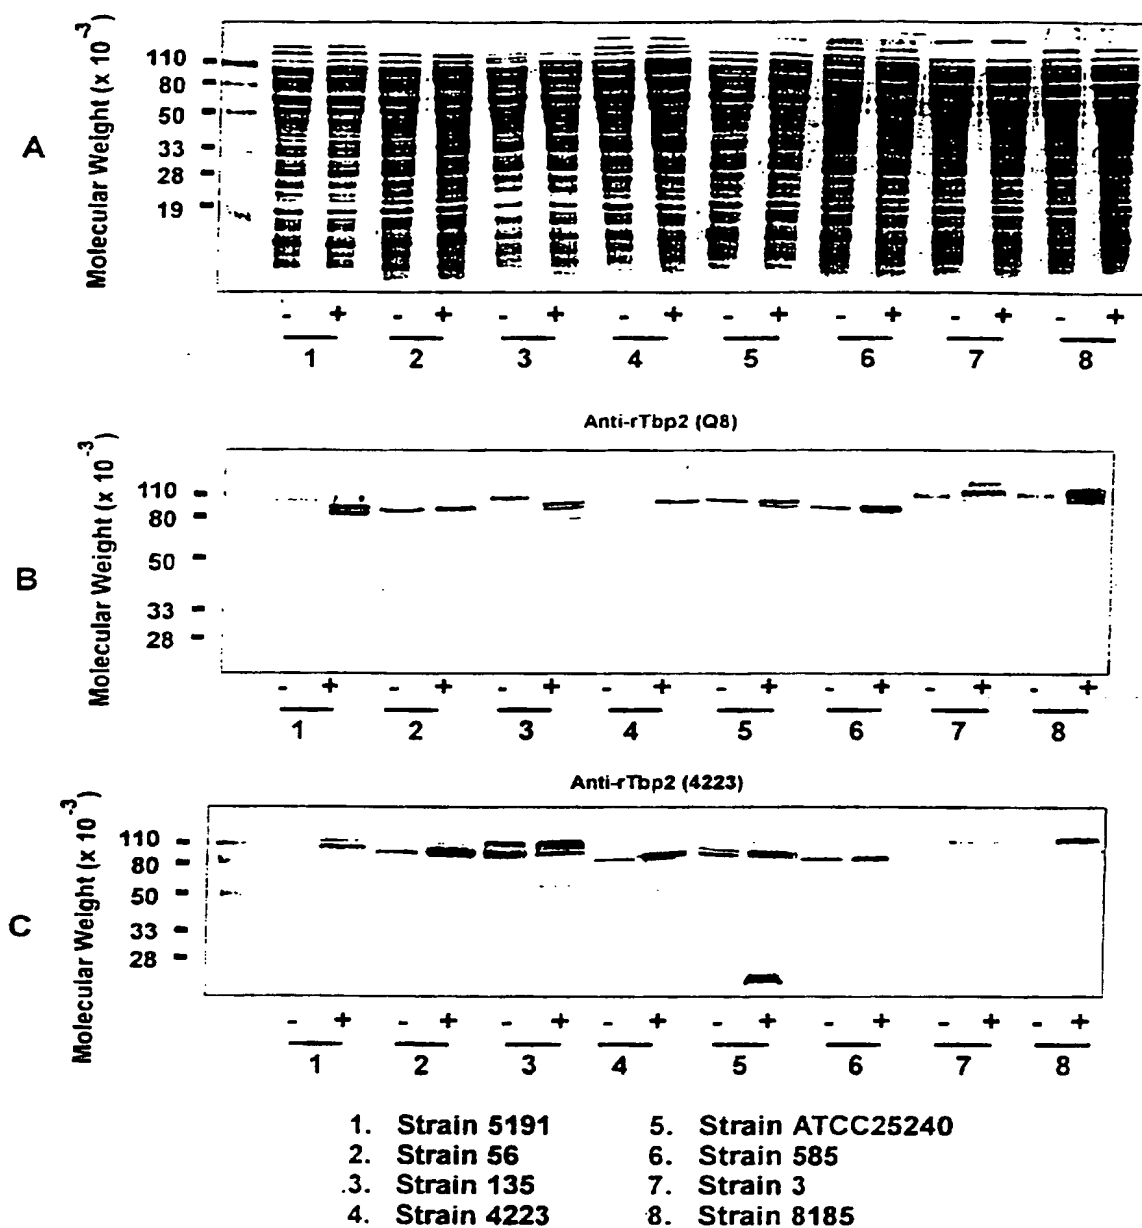 A
Molecular Weight (x 10⁻³)
110
80
50
33
28
19
- + - + - + - + - + - + - + - +
1 2 3 4 5 6 7 8
Anti-rTbp2 (Q8)
B
Molecular Weight (x 10⁻³)
110
80
50
33
28
- + - + - + - + - + - + - + - +
1 2 3 4 5 6 7 8
Anti-rTbp2 (4223)
C
Molecular Weight (x 10⁻³)
110
80
50
33
28
- + - + - + - + - + - + - + - +
1 2 3 4 5 6 7 8
1. Strain 5191
2. Strain 56
3. Strain 135
4. Strain 4223
5. Strain ATCC25240
6. Strain 585
7. Strain 3
8. Strain 8185